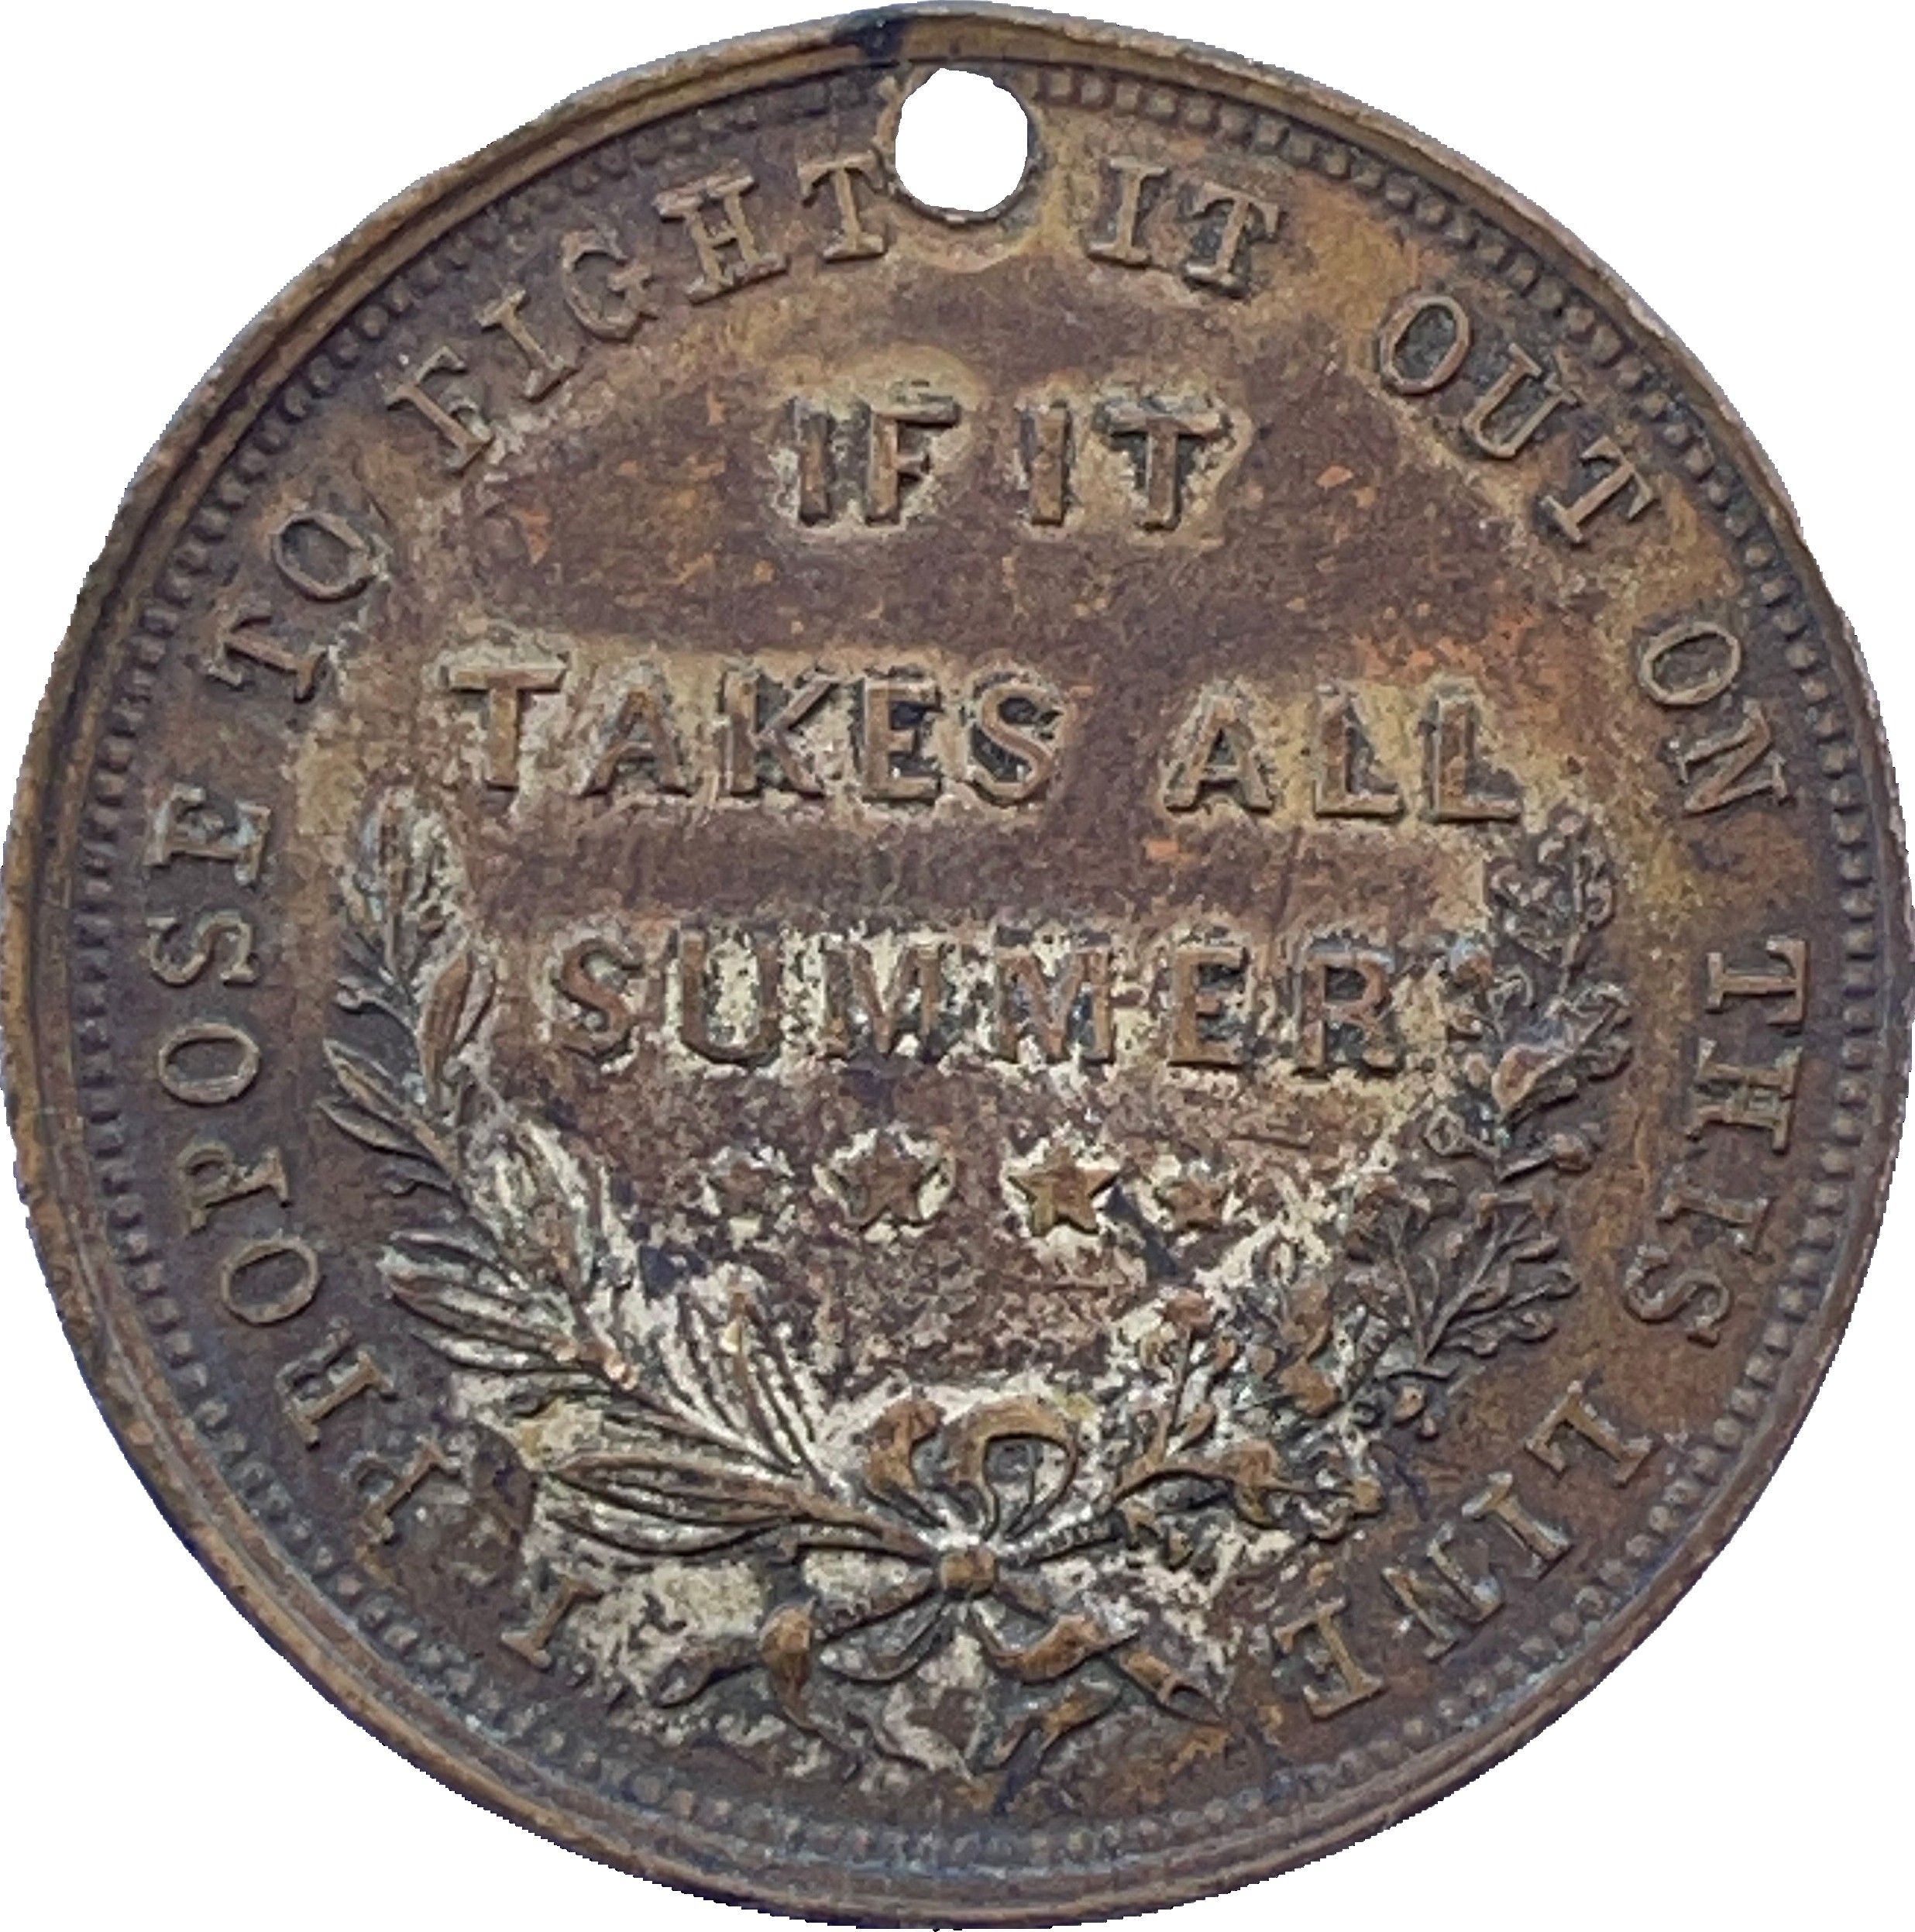 I PROPOSE TO FIGHT IT OUT ON THIS LINE
IF IT
TAKES ALL
SUMMER